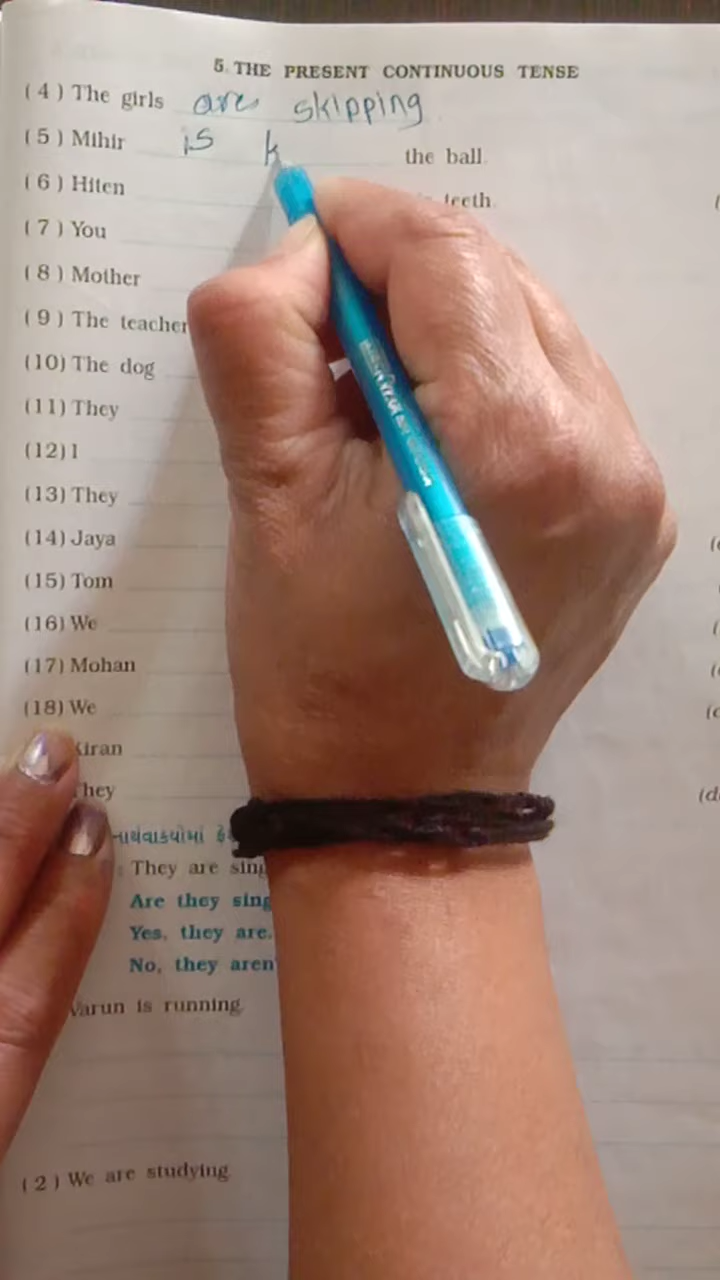 5. THE PRESENT CONTINUOUS TENSE
(4) The girls are skipping
(5) Mihir is k the ball.
(6) Hiten teeth.
(7) You
(8) Mother
(9) The teacher
(10) The dog
(11) They
(12) I
(13) They
(14) Jaya
(15) Tom
(16) We
(17) Mohan
(18) We
Kiran
They
They are sing
Are they sing
Yes, they are.
No, they aren'
Varun is running.
(2) We are studying.